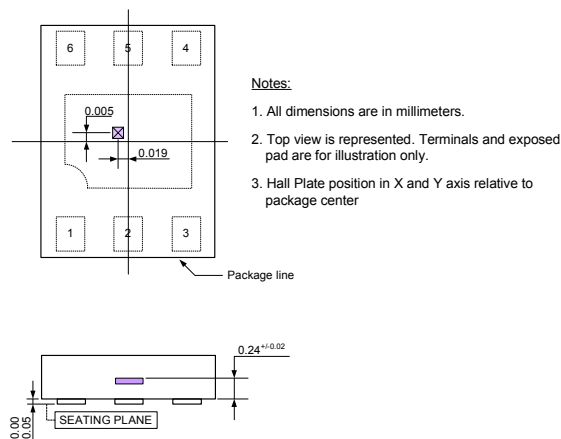 6 5 4
0.005
0.019
1 2 3
Package line
Notes:
1. All dimensions are in millimeters.
2. Top view is represented. Terminals and exposed
pad are for illustration only.
3. Hall Plate position in X and Y axis relative to
package center
0.24+/-0.02
0.00
0.05
SEATING PLANE